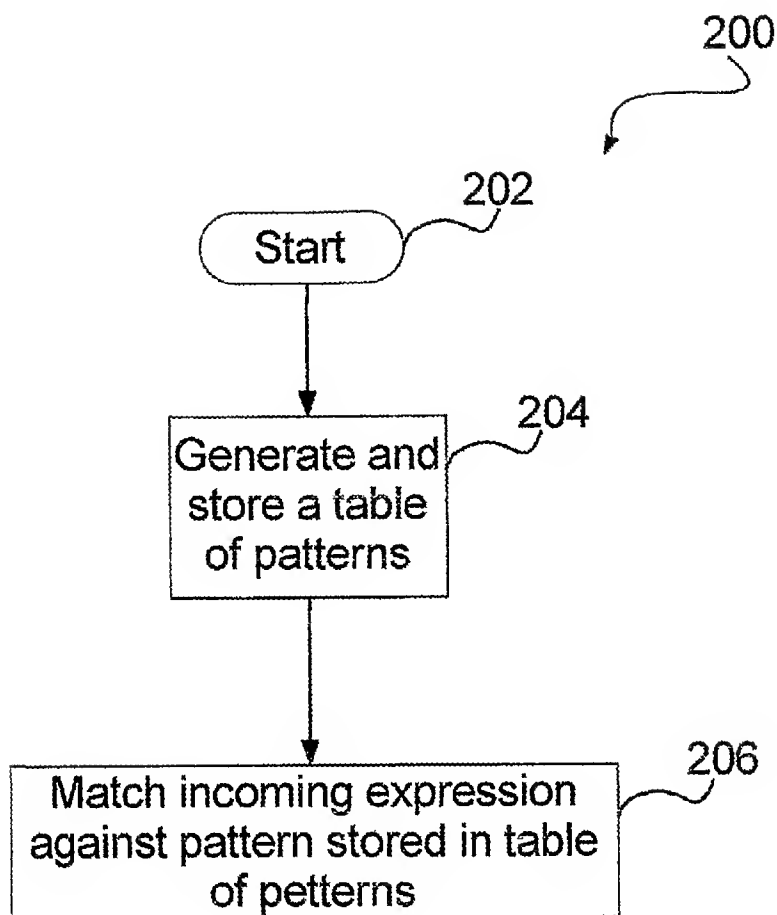 200
202
Start
204
Generate and
store a table
of patterns
206
Match incoming expression
against pattern stored in table
of petterns